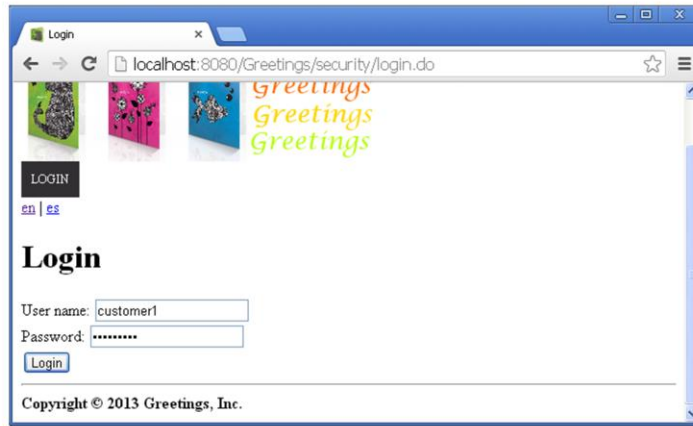 Login
localhost:8080/Greetings/security/login.do
Greetings
Greetings
Greetings
LOGIN
en | es
Login
User name: customer1
Password: •••••••••
Login
Copyright © 2013 Greetings, Inc.